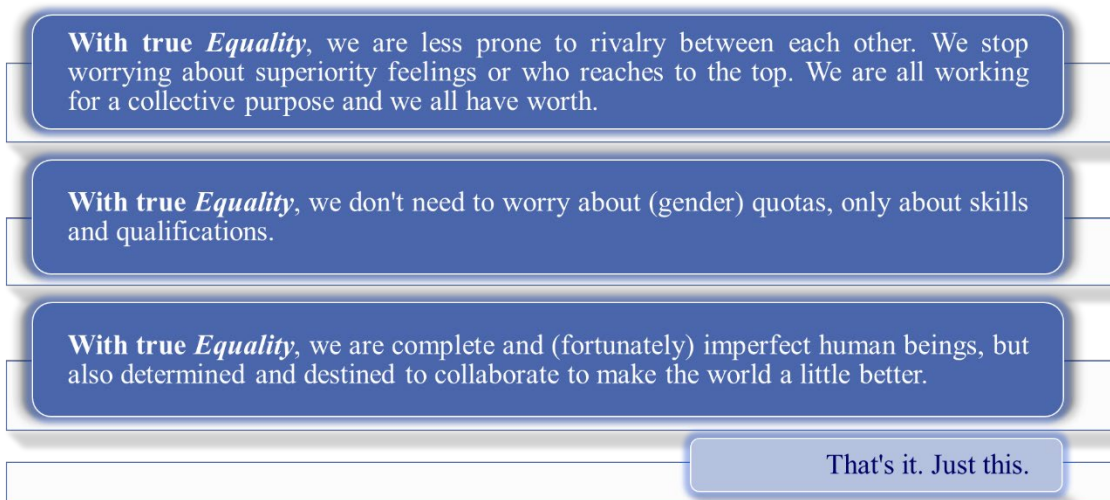 With true Equality, we are less prone to rivalry between each other. We stop
worrying about superiority feelings or who reaches to the top. We are all working
for a collective purpose and we all have worth.
With true Equality, we don't need to worry about (gender) quotas, only about skills
and qualifications.
With true Equality, we are complete and (fortunately) imperfect human beings, but
also determined and destined to collaborate to make the world a little better.
That's it. Just this.